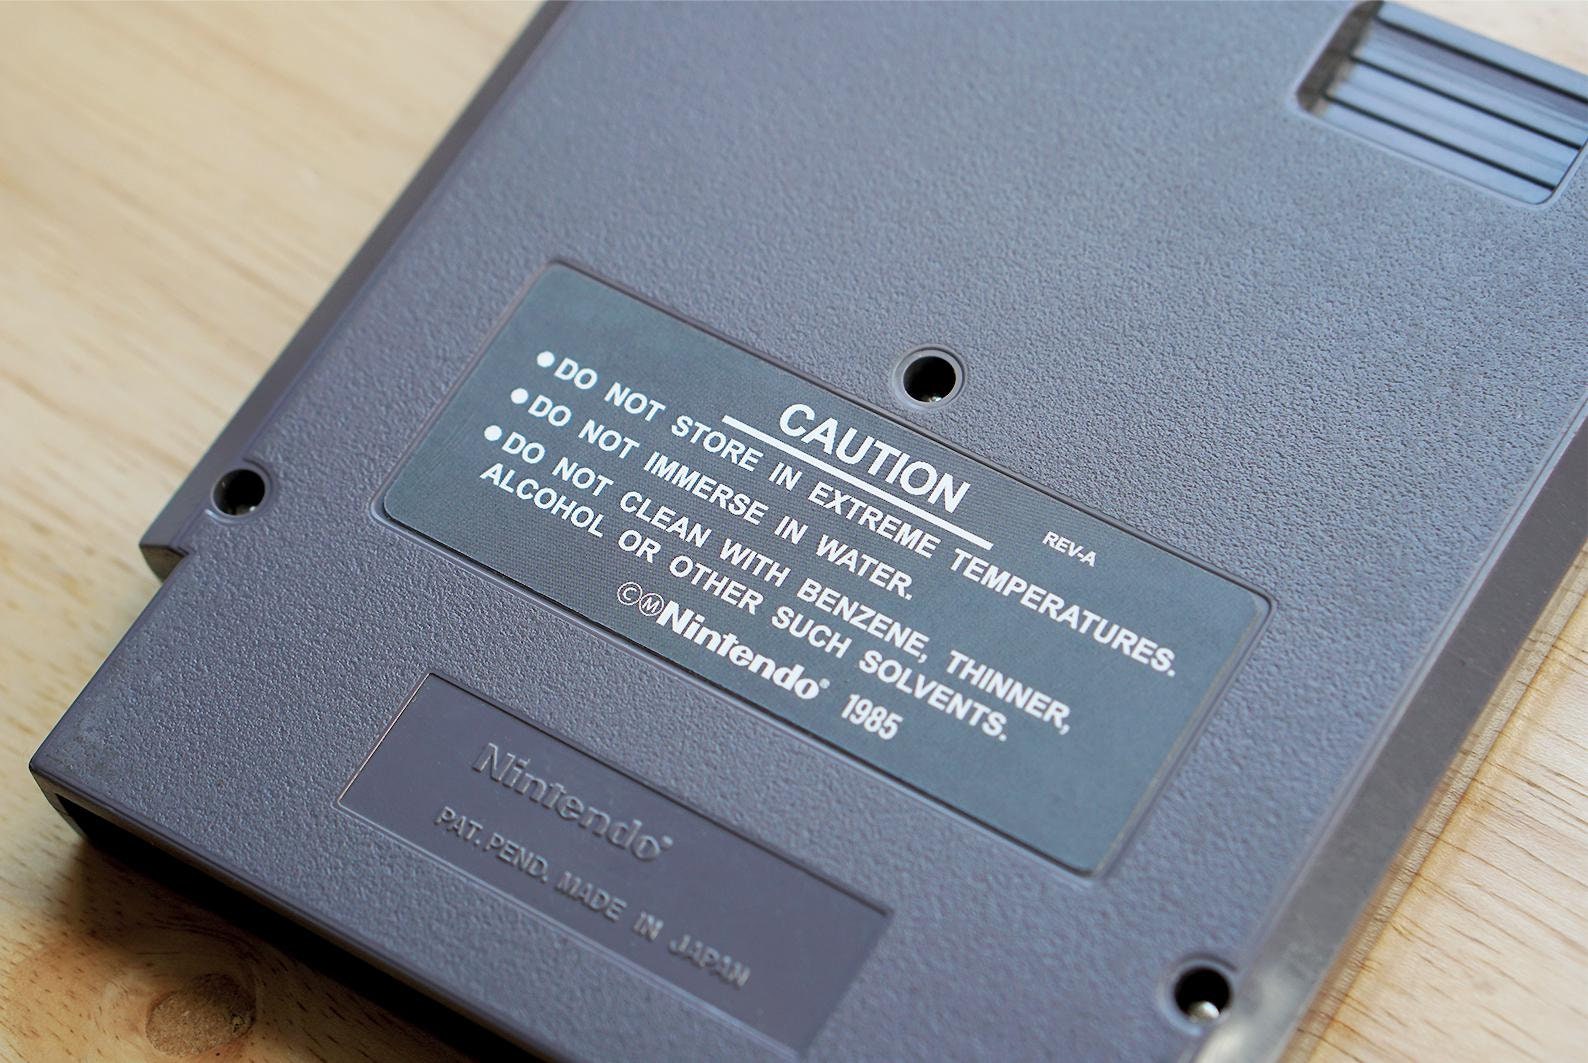 CAUTION
REV-A
●DO NOT STORE IN EXTREME TEMPERATURES.
●DO NOT IMMERSE IN WATER.
●DO NOT CLEAN WITH BENZENE, THINNER,
ALCOHOL OR OTHER SUCH SOLVENTS.
ⒸⓂNintendo® 1985
Nintendo®
PAT. PEND. MADE IN JAPAN